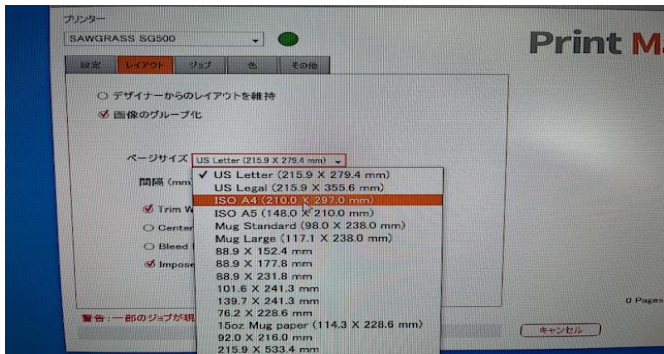 プリンター
SAWGRASS SG500
Print Ma
設定 レイアウト ジョブ 色 その他
デザイナーからのレイアウトを維持
画像のグループ化
ページサイズ US Letter (215.9 X 279.4 mm)
US Letter (215.9 X 279.4 mm)
間隔 (mm
US Legal (215.9 X 355.6 mm)
ISO A4 (210.0 X 297.0 mm)
Trim W
ISO A5 (148.0 X 210.0 mm)
Center
Mug Standard (98.0 X 238.0 mm)
Mug Large (117.1 X 238.0 mm)
Bleed
88.9 X 152.4 mm
Impose
88.9 X 177.8 mm
88.9 X 231.8 mm
101.6 X 241.3 mm
139.7 X 241.3 mm
0 Pages
76.2 X 228.6 mm
警告:一部のジョブが現
15oz Mug paper (114.3 X 228.6 mm)
キャンセル
92.0 X 216.0 mm
215.9 X 533.4 mm